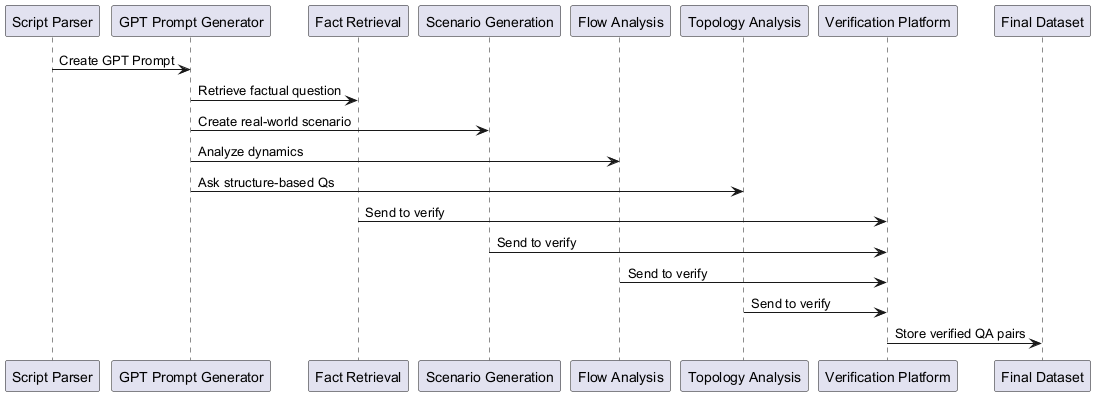 Script Parser
GPT Prompt Generator
Fact Retrieval
Scenario Generation
Flow Analysis
Topology Analysis
Verification Platform
Final Dataset
Create GPT Prompt
Retrieve factual question
Create real-world scenario
Analyze dynamics
Ask structure-based Qs
Send to verify
Send to verify
Send to verify
Send to verify
Store verified QA pairs
Script Parser
GPT Prompt Generator
Fact Retrieval
Scenario Generation
Flow Analysis
Topology Analysis
Verification Platform
Final Dataset